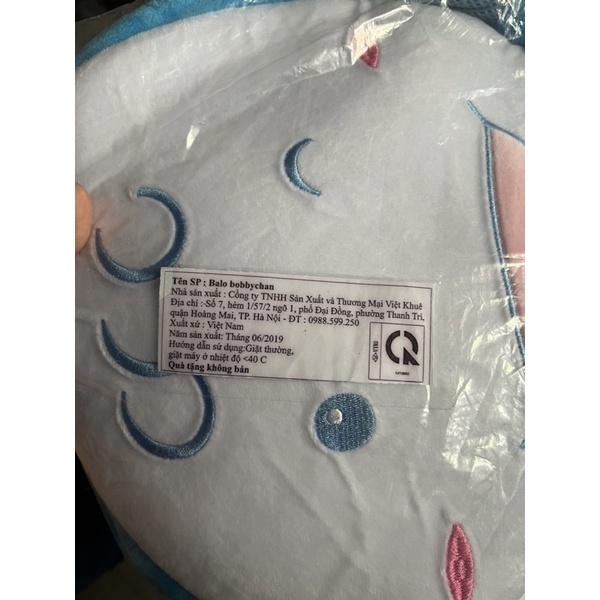 Tên SP : Balo bobbychan
Nhà sản xuất : Công ty TNHH Sản Xuất và Thương Mại Việt Khuê
Địa chỉ : Số 7, hẻm 1/57/2 ngõ 1, phố Đại Đồng, phường Thanh Trì,
quận Hoàng Mai, TP. Hà Nội - ĐT : 0988.599.250
Xuất xứ : Việt Nam
Năm sản xuất: Tháng 06/2019
Hướng dẫn sử dụng:Giặt thường,
giặt máy ở nhiệt độ <40 C
Quà tặng không bán